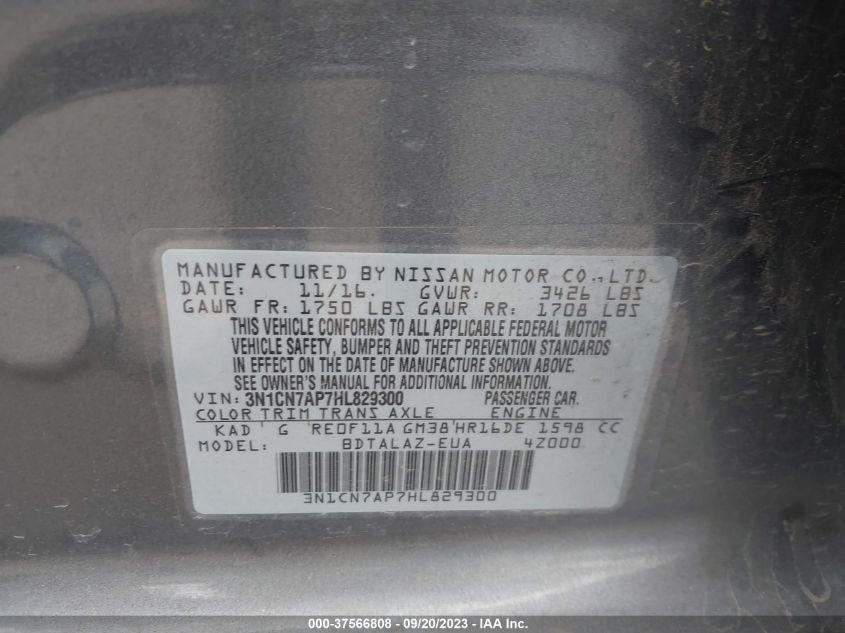 MANUFACTURED BY NISSAN MOTOR CO., LTD.
DATE: 11/16. GVWR: 3426 LBS
GAWR FR: 1750 LBS GAWR RR: 1708 LBS
THIS VEHICLE CONFORMS TO ALL APPLICABLE FEDERAL MOTOR
VEHICLE SAFETY, BUMPER AND THEFT PREVENTION STANDARDS
IN EFFECT ON THE DATE OF MANUFACTURE SHOWN ABOVE.
SEE OWNER'S MANUAL FOR ADDITIONAL INFORMATION.
VIN: 3N1CN7AP7HL829300 PASSENGER CAR.
COLOR TRIM TRANS AXLE ENGINE
KAD G RE0F11A GM38 HR16DE 1598 CC
MODEL: BDTALAZ-EUA 4Z000
3N1CN7AP7HL829300
000-37566808 - 09/20/2023 - IAA Inc.